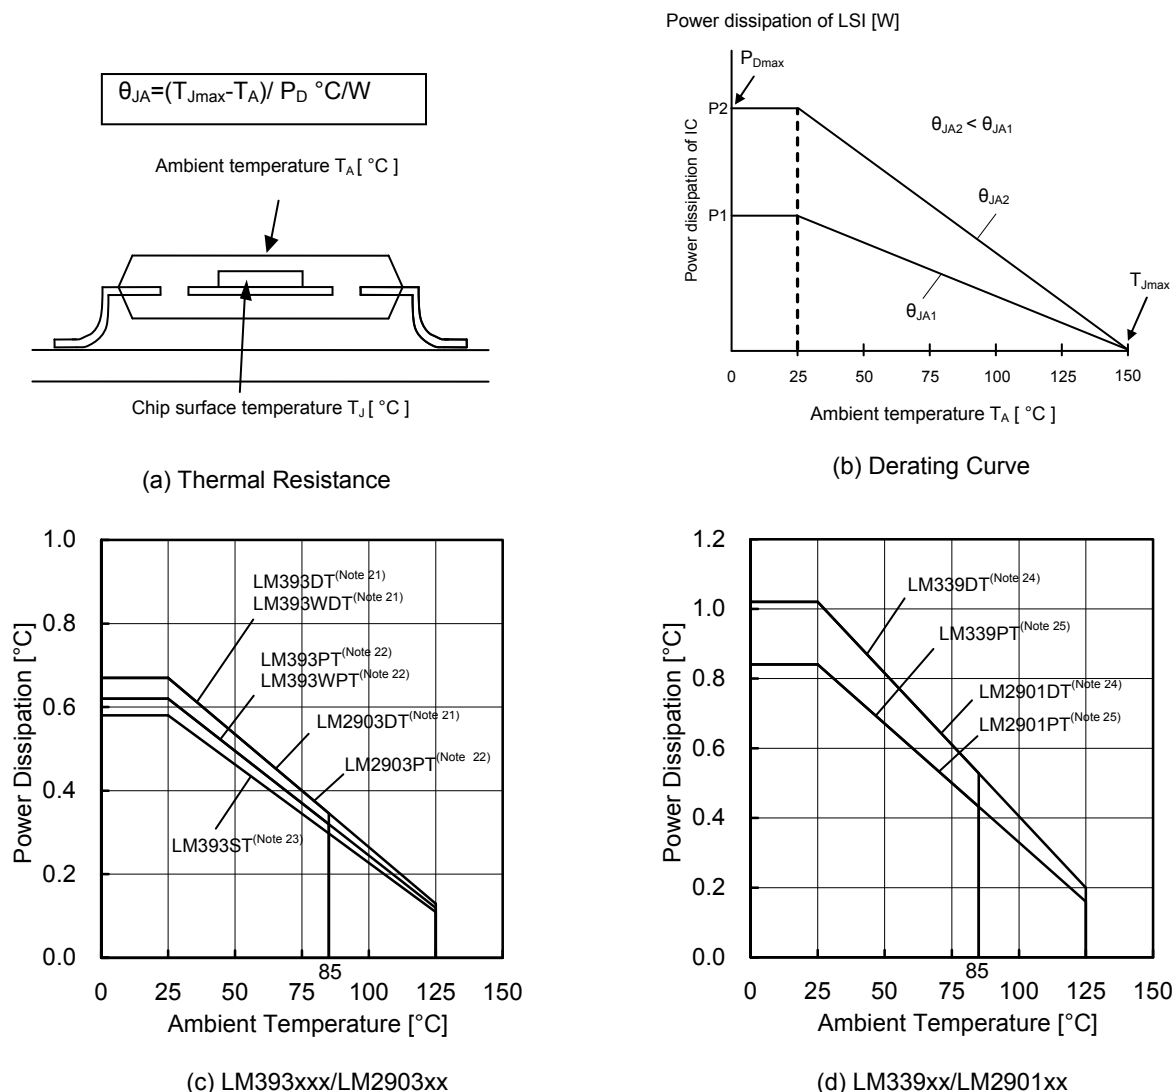 θJA=(TJmax-TA)/ PD °C/W
Ambient temperature TA [ °C ]
Chip surface temperature TJ [ °C ]
(a) Thermal Resistance
Power dissipation of LSI [W]
PDmax
P2
θJA2 < θJA1
Power dissipation of IC
θJA2
P1
TJmax
θJA1
0 25 50 75 100 125 150
Ambient temperature TA [ °C ]
(b) Derating Curve
1.0
LM393DT(Note 21)
LM393WDT(Note 21)
0.8
LM393PT(Note 22)
LM393WPT(Note 22)
Power Dissipation [°C]
0.6
LM2903DT(Note 21)
LM2903PT(Note 22)
0.4
LM393ST(Note 23)
0.2
0.0
85
0 25 50 75 100 125 150
Ambient Temperature [°C]
(c) LM393xxx/LM2903xx
1.2
LM339DT(Note 24)
1.0
LM339PT(Note 25)
Power Dissipation [°C]
0.8
LM2901DT(Note 24)
LM2901PT(Note 25)
0.6
0.4
0.2
0.0
85
0 25 50 75 100 125 150
Ambient Temperature [°C]
(d) LM339xx/LM2901xx